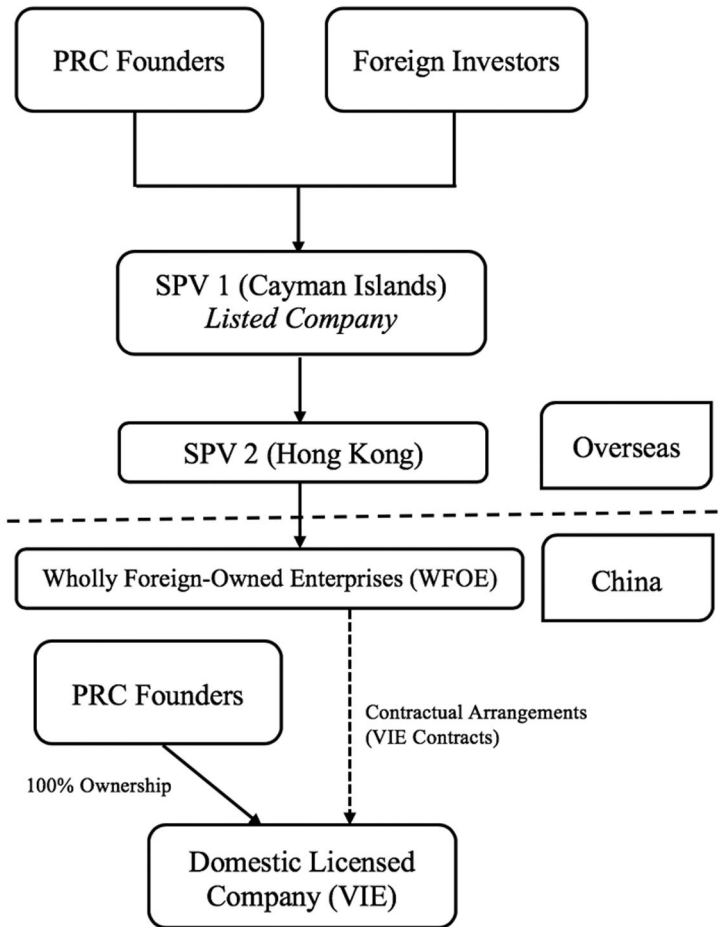 PRC Founders
Foreign Investors
SPV 1 (Cayman Islands)
Listed Company
SPV 2 (Hong Kong)
Overseas
Wholly Foreign-Owned Enterprises (WFOE)
China
PRC Founders
Contractual Arrangements
(VIE Contracts)
100% Ownership
Domestic Licensed
Company (VIE)